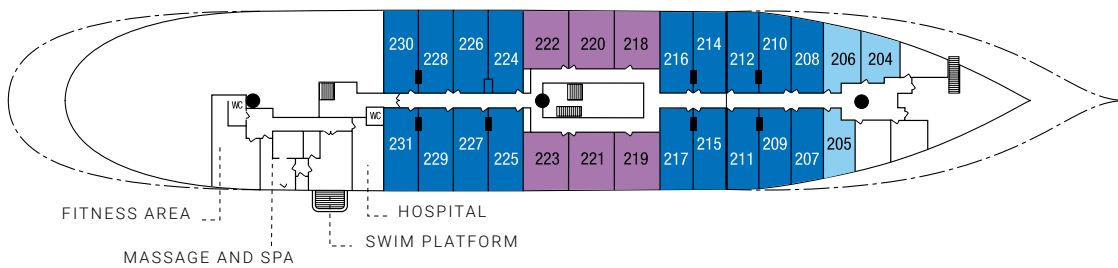 230 228 226 224 222 220 218 216 214 212 210 208 206 204
WC
WC
231 229 227 225 223 221 219 217 215 211 209 207 205
FITNESS AREA
HOSPITAL
SWIM PLATFORM
MASSAGE AND SPA